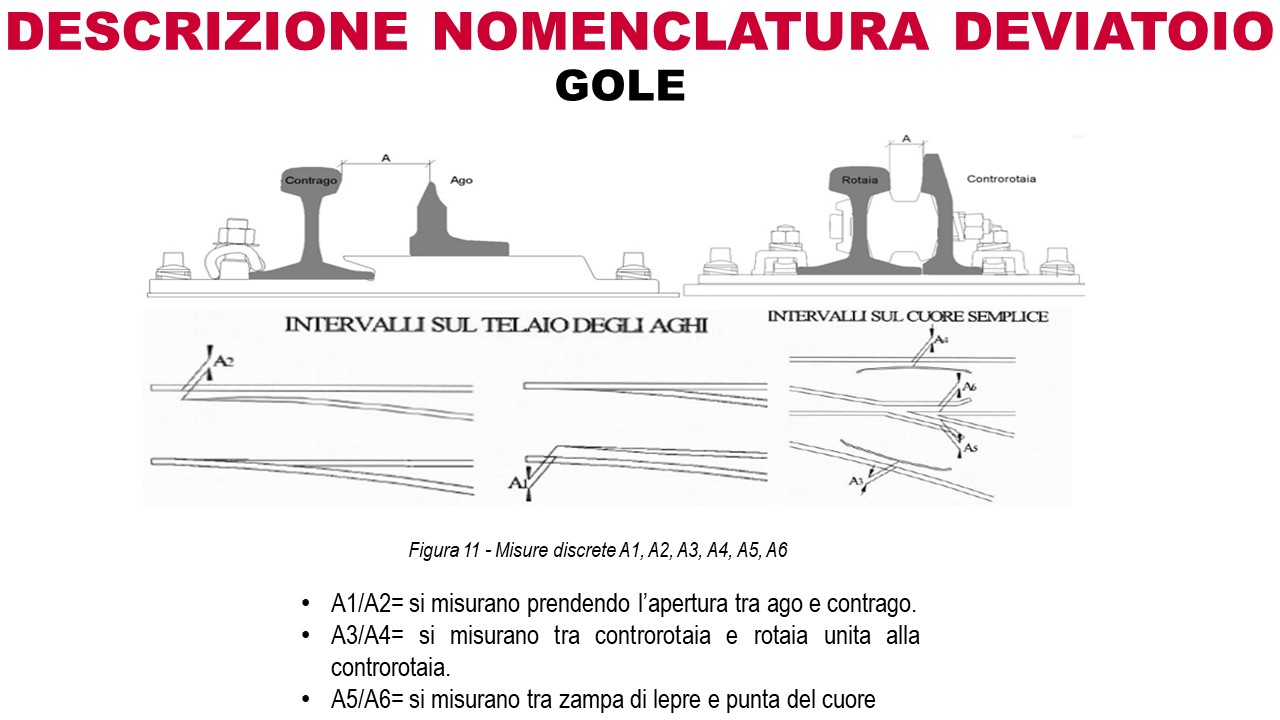 DESCRIZIONE NOMENCLATURA DEVIATOIO
GOLE
A
Contrago
Ago
A
Rotaia
Controrotaia
INTERVALLI SUL TELAIO DEGLI AGHI
INTERVALLI SUL CUORE SEMPLICE
A2
A1
A4
A6
A5
A3
Figura 11 - Misure discrete A1, A2, A3, A4, A5, A6
• A1/A2= si misurano prendendo l’apertura tra ago e contrago.
• A3/A4= si misurano tra controrotaia e rotaia unita alla
controrotaia.
• A5/A6= si misurano tra zampa di lepre e punta del cuore